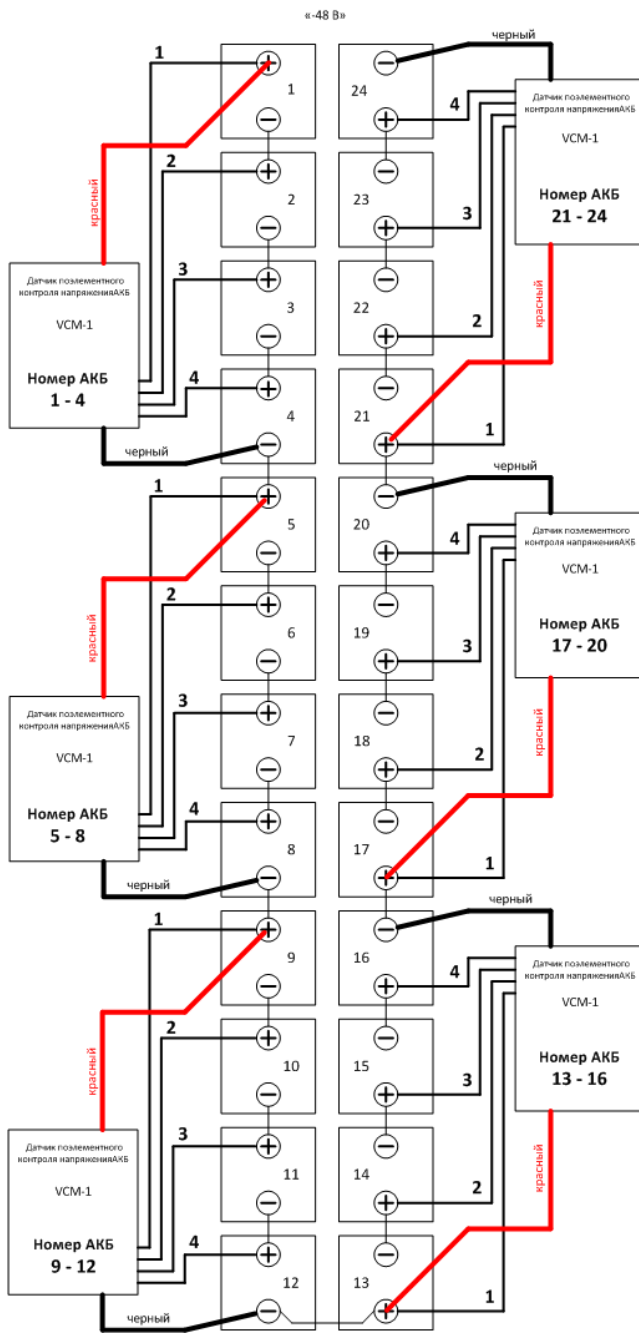 «-48 В»
1
2
3
4
красный
Датчик поэлементного
контроля напряженияАКБ
VCM-1
Номер АКБ
1 - 4
черный
1
2
3
4
24
23
22
21
черный
4
3
2
1
Датчик поэлементного
контроля напряженияАКБ
VCM-1
Номер АКБ
21 - 24
красный
1
2
3
4
красный
Датчик поэлементного
контроля напряженияАКБ
VCM-1
Номер АКБ
5 - 8
черный
5
6
7
8
20
19
18
17
черный
4
3
2
1
Датчик поэлементного
контроля напряженияАКБ
VCM-1
Номер АКБ
17 - 20
красный
1
2
3
4
красный
Датчик поэлементного
контроля напряженияАКБ
VCM-1
Номер АКБ
9 - 12
черный
9
10
11
12
16
15
14
13
черный
4
3
2
1
Датчик поэлементного
контроля напряженияАКБ
VCM-1
Номер АКБ
13 - 16
красный